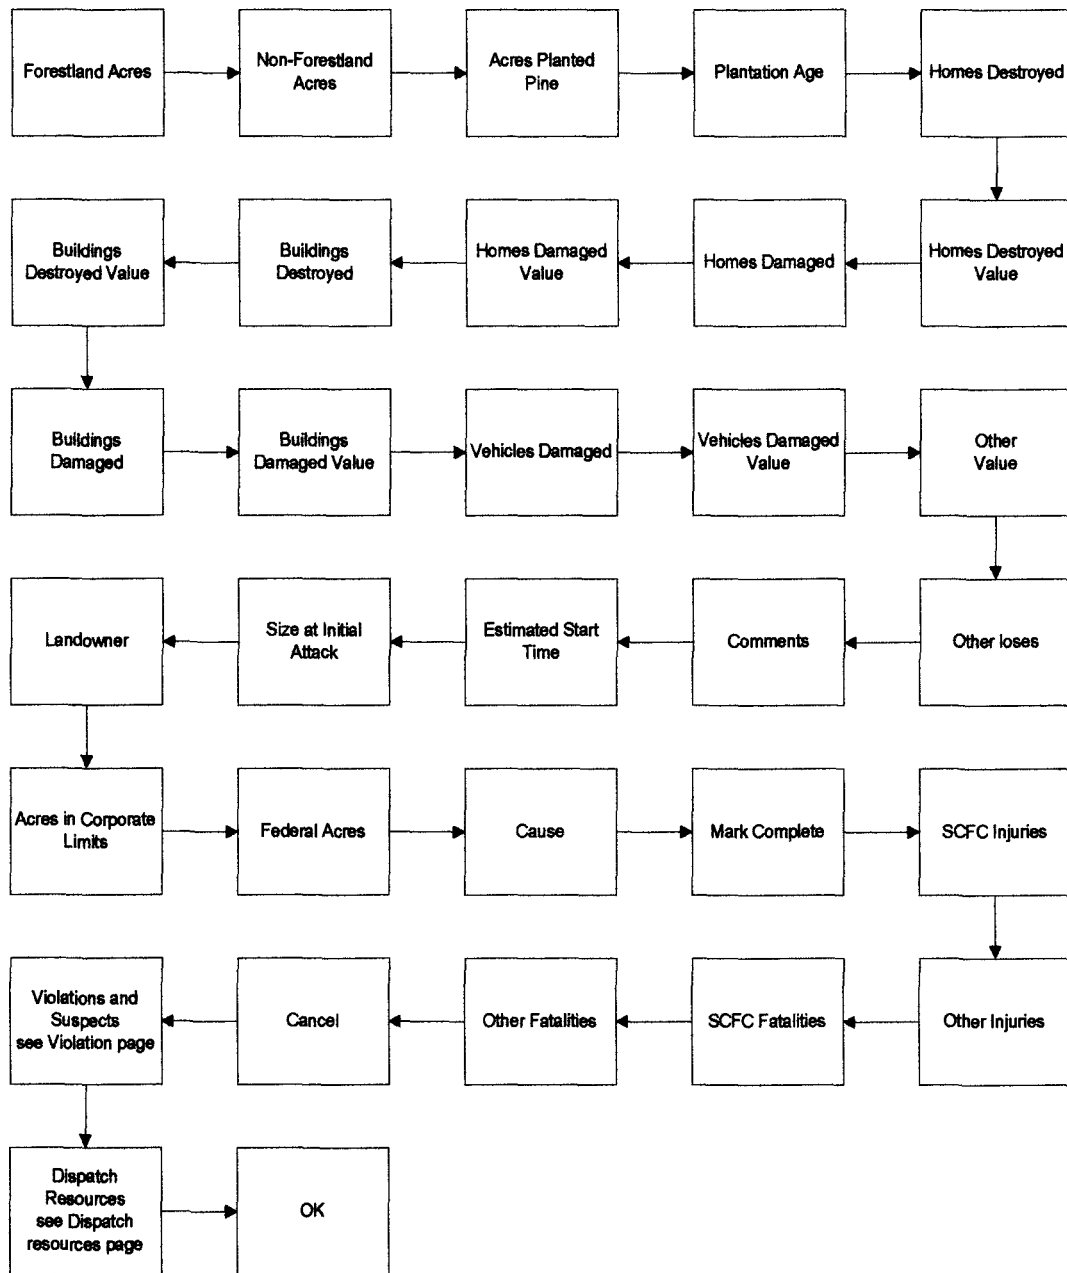 Forestland Acres
Non-Forestland
Acres
Acres Planted
Pine
Plantation Age
Homes Destroyed
Buildings
Destroyed Value
Buildings
Destroyed
Homes Damaged
Value
Homes Damaged
Homes Destroyed
Value
Buildings
Damaged
Buildings
Damaged Value
Vehicles Damaged
Vehicles Damaged
Value
Other
Value
Landowner
Size at Initial
Attack
Estimated Start
Time
Comments
Other loses
Acres in Corporate
Limits
Federal Acres
Cause
Mark Complete
SCFC Injuries
Violations and
Suspects
see Violation page
Cancel
Other Fatalities
SCFC Fatalities
Other Injuries
Dispatch
Resources
see Dispatch
resources page
OK